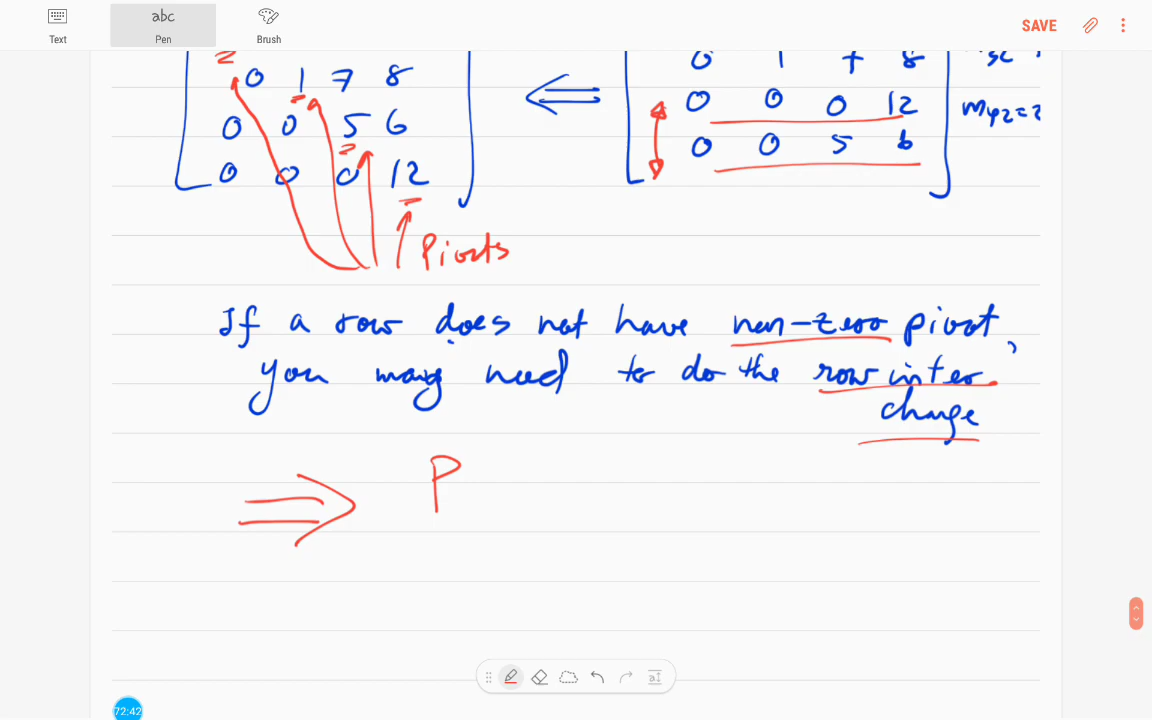 Text
abc
Pen
Brush
SAVE
2
0 1 7 8
0 0 5 6
0 0 0 12
0 1 7 8
0 0 0 12
0 0 5 6
Pivots
If a row does not have non-zero pivot,
you may need to do the row inter
change
P
72:42